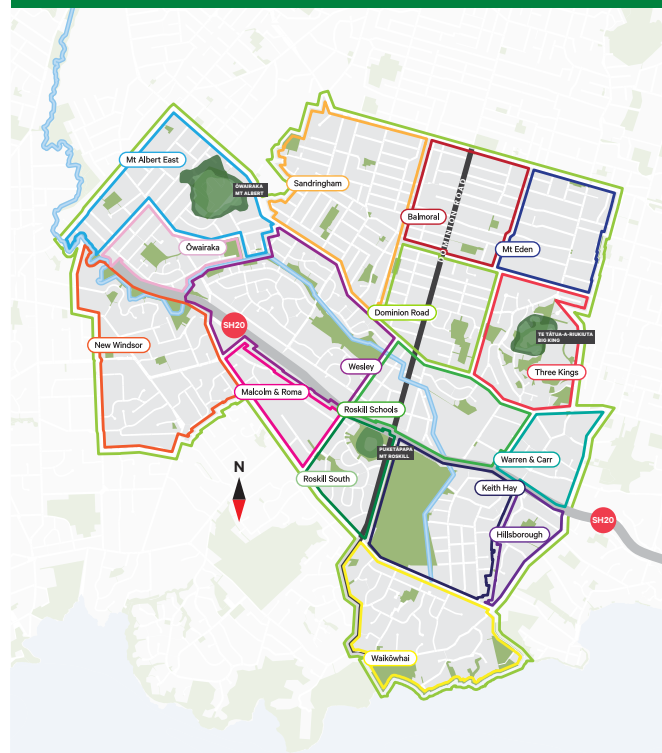 Mt Albert East
ŌWAIRAKA
MT ALBERT
Sandringham
Balmoral
DOMINION ROAD
Mt Eden
Ōwairaka
Dominion Road
SH20
New Windsor
TE TĀTUA-A-RIUKIUTA
BIG KING
Wesley
Three Kings
Malcolm & Roma
Roskill Schools
PUKETĀPAPA
MT ROSKILL
Warren & Carr
N
Roskill South
Keith Hay
SH20
Hillsborough
Waikōwhai